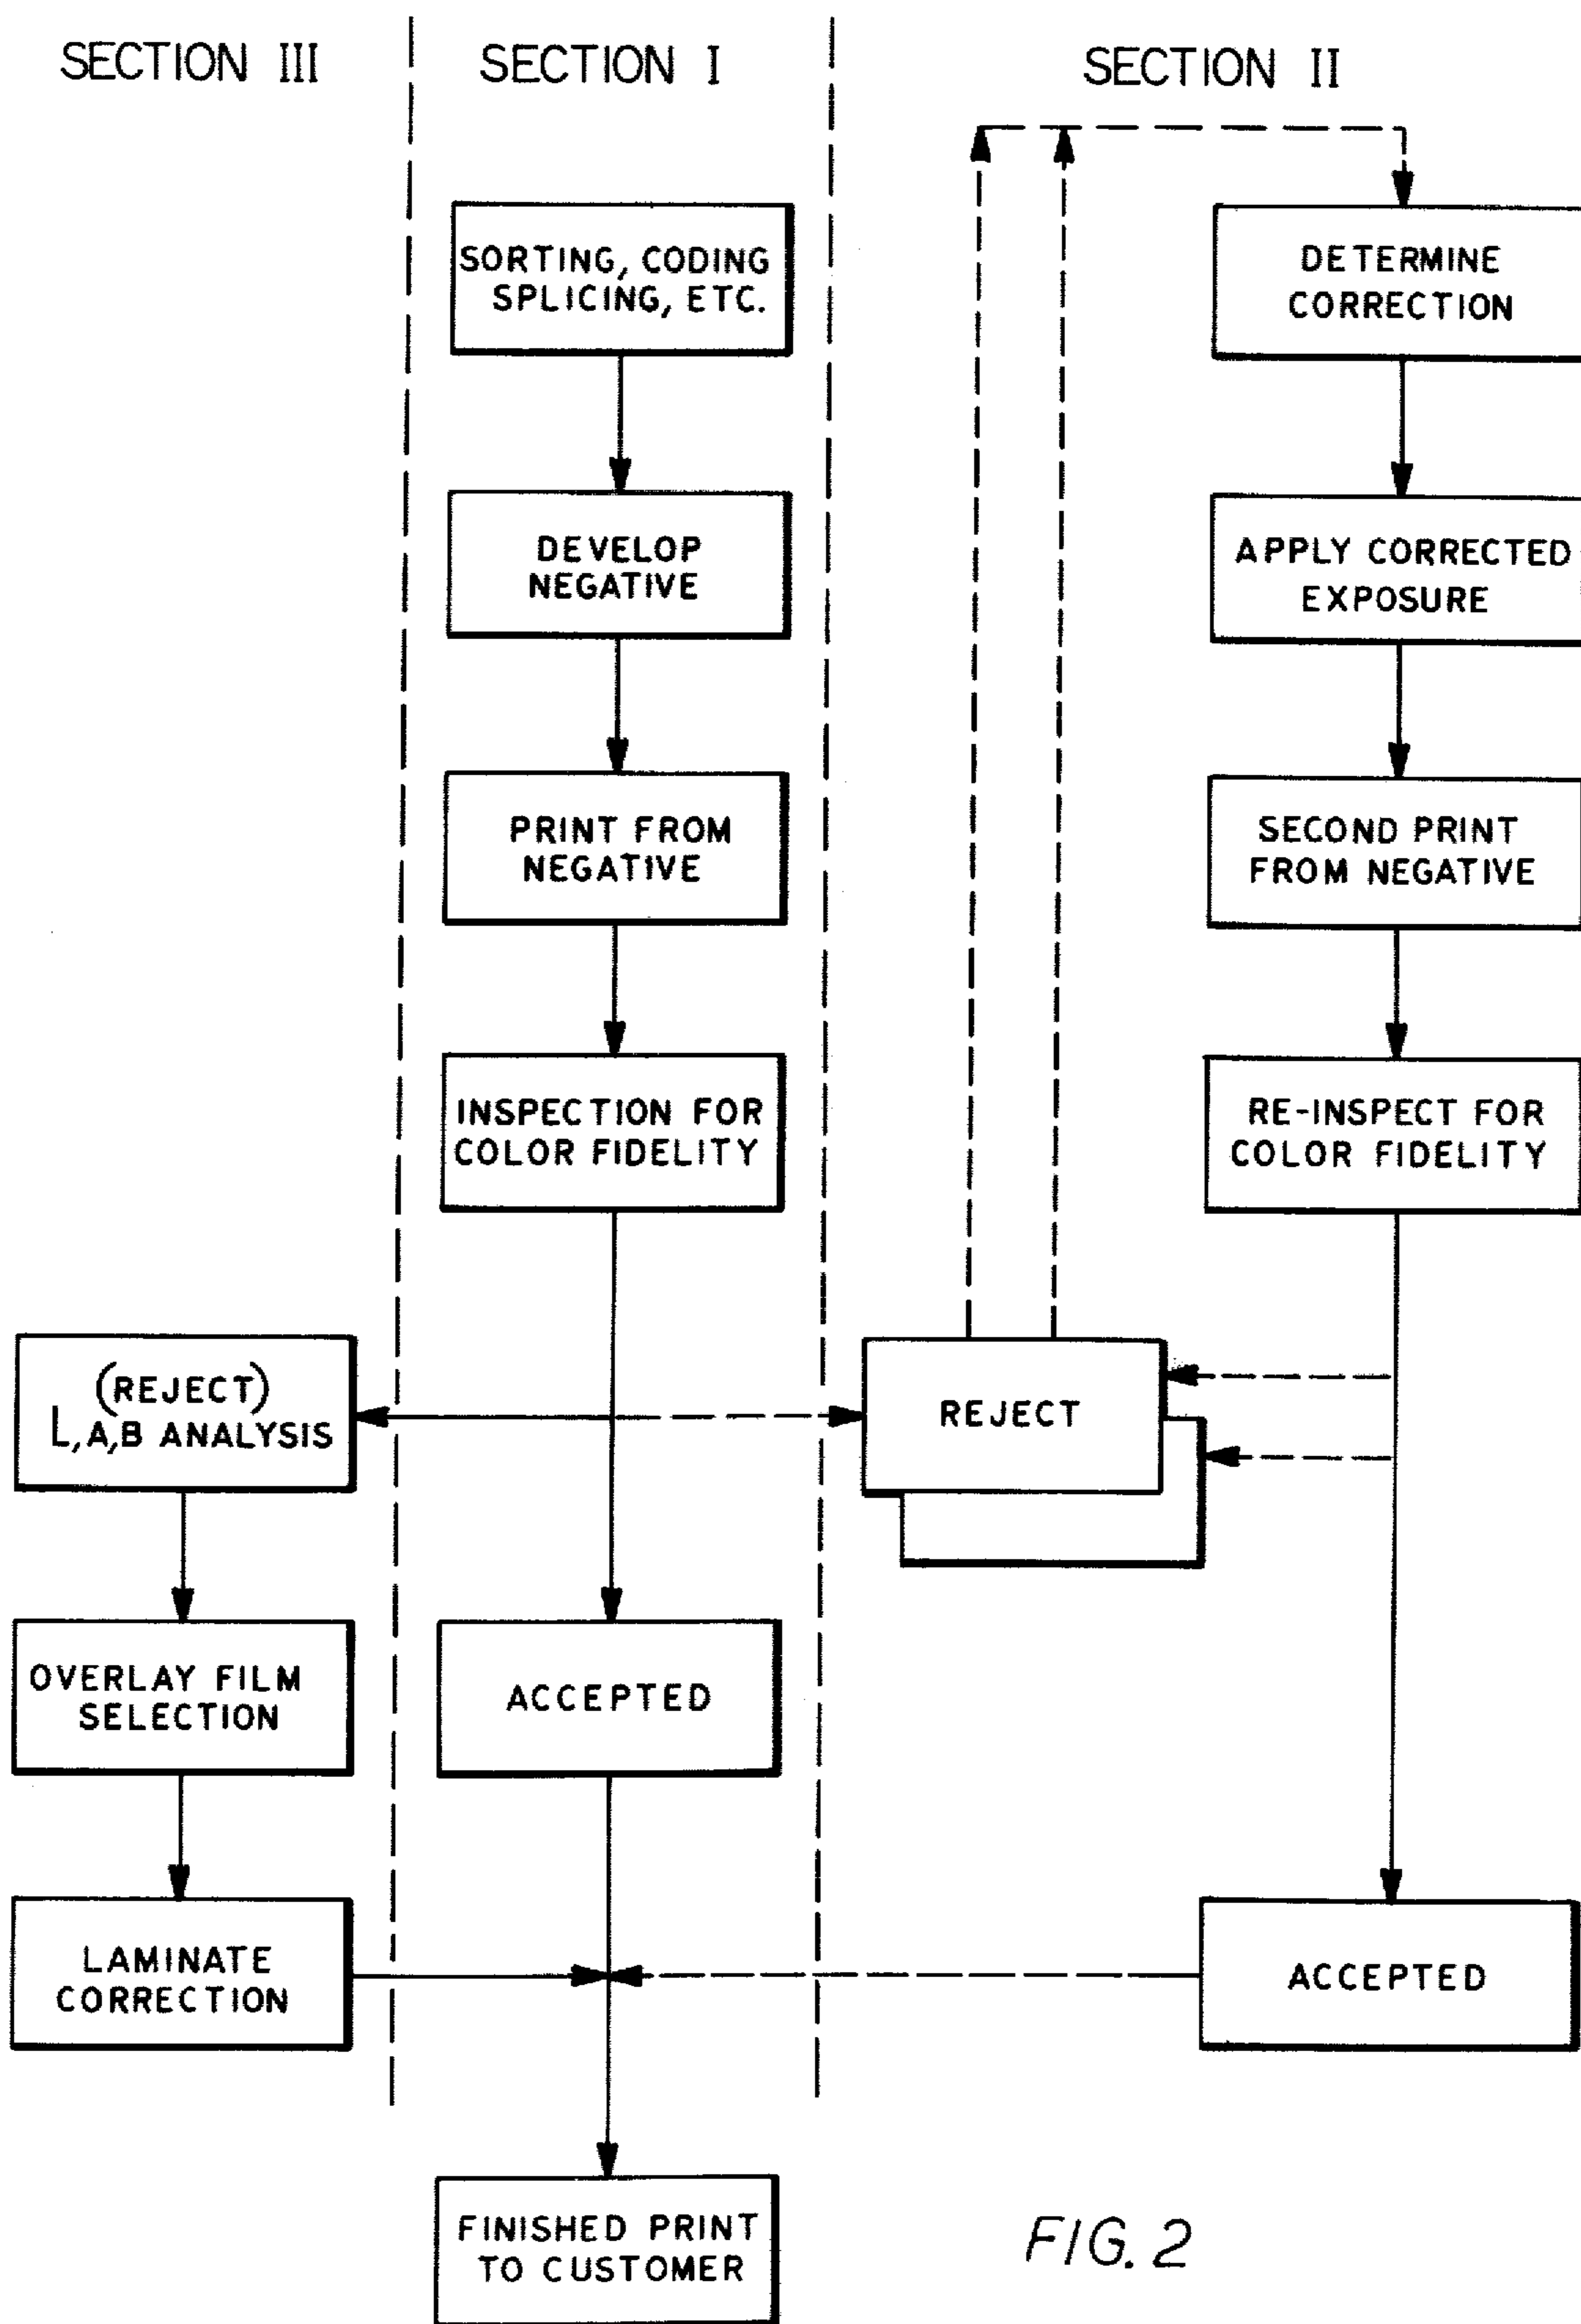 SECTION III
SECTION I
SECTION II
SORTING, CODING
SPLICING, ETC.
DEVELOP
NEGATIVE
PRINT FROM
NEGATIVE
INSPECTION FOR
COLOR FIDELITY
(REJECT)
L,A,B ANALYSIS
OVERLAY FILM
SELECTION
LAMINATE
CORRECTION
ACCEPTED
FINISHED PRINT
TO CUSTOMER
DETERMINE
CORRECTION
APPLY CORRECTED
EXPOSURE
SECOND PRINT
FROM NEGATIVE
RE-INSPECT FOR
COLOR FIDELITY
REJECT
ACCEPTED
FIG. 2